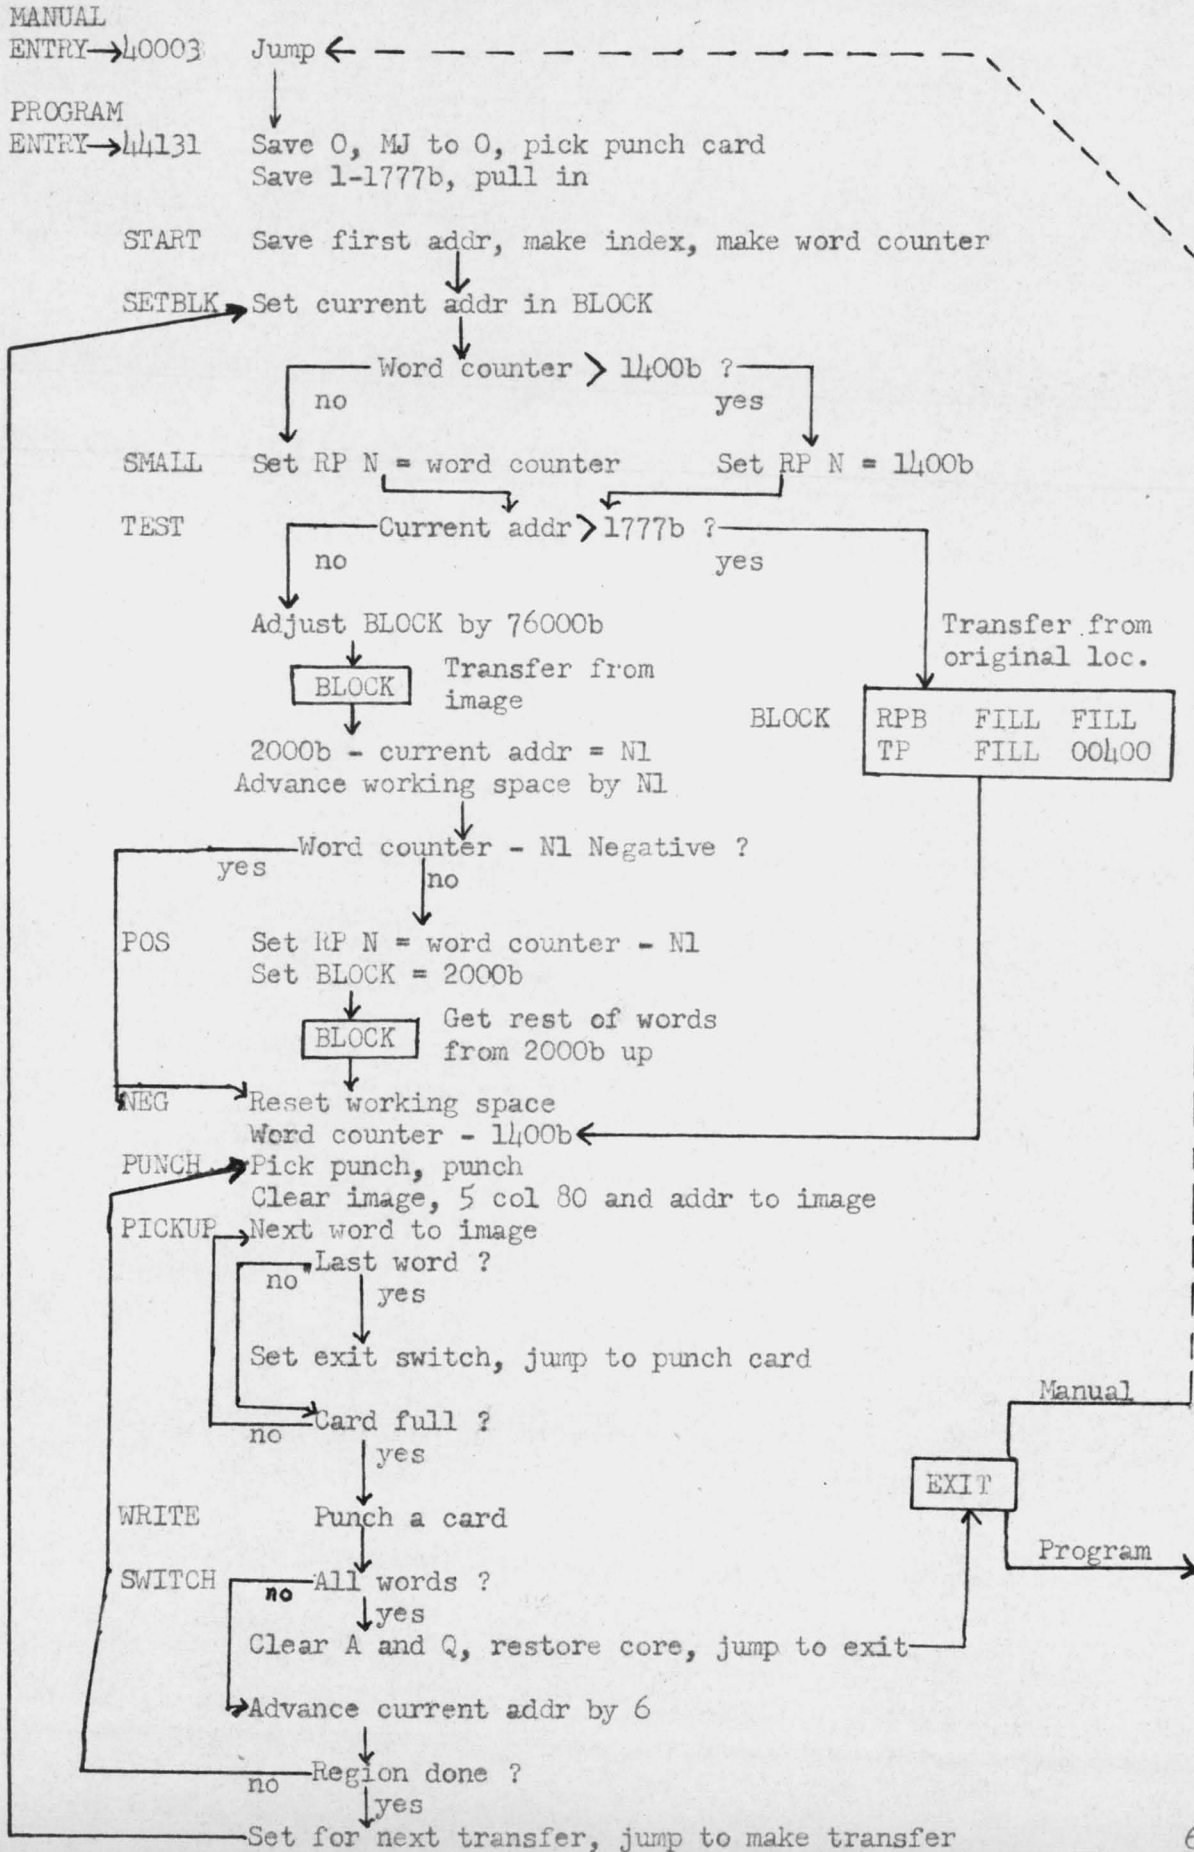 MANUAL
ENTRY→40003 Jump
PROGRAM
ENTRY→44131 Save 0, MJ to 0, pick punch card
Save 1-1777b, pull in
START Save first addr, make index, make word counter
SETBLK Set current addr in BLOCK
Word counter > 1400b ?
no yes
SMALL Set RP N = word counter Set RP N = 1400b
TEST Current addr > 1777b ?
no yes
Adjust BLOCK by 76000b
Transfer from
original loc.
BLOCK Transfer from
image
BLOCK RPB FILL FILL
TP FILL 00400
2000b - current addr = N1
Advance working space by N1
Word counter - N1 Negative ?
yes no
POS Set RP N = word counter - N1
Set BLOCK = 2000b
BLOCK Get rest of words
from 2000b up
NEG Reset working space
Word counter - 1400b
PUNCH Pick punch, punch
Clear image, 5 col 80 and addr to image
PICKUP Next word to image
Last word ?
no yes
Set exit switch, jump to punch card
Manual
Card full ?
no yes
EXIT
WRITE Punch a card
Program
SWITCH All words ?
no yes
Clear A and Q, restore core, jump to exit
Advance current addr by 6
Region done ?
no yes
Set for next transfer, jump to make transfer